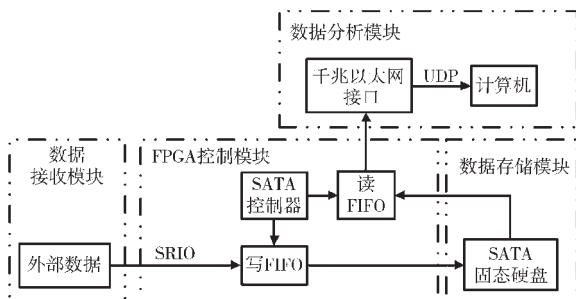 数据分析模块
千兆以太网
接口
UDP
计算机
数据
接收模块
FPGA控制模块
数据存储模块
SATA
控制器
读
FIFO
外部数据
SRIO
写FIFO
SATA
固态硬盘